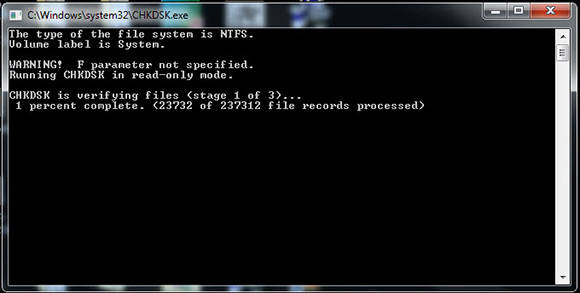 C:\Windows\system32\CHKDSK.exe
The type of the file system is NTFS.
Volume label is System.
WARNING!  F parameter not specified.
Running CHKDSK in read-only mode.
CHKDSK is verifying files (stage 1 of 3)...
 1 percent complete. (23732 of 237312 file records processed)